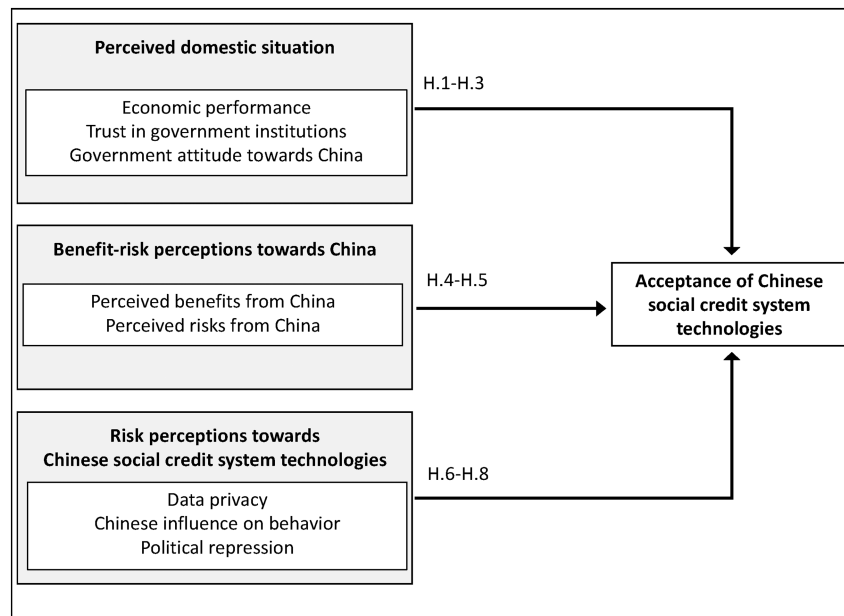 Perceived domestic situation
Economic performance
Trust in government institutions
Government attitude towards China
H.1-H.3
Benefit-risk perceptions towards China
Perceived benefits from China
Perceived risks from China
H.4-H.5
Acceptance of Chinese
social credit system
technologies
Risk perceptions towards
Chinese social credit system technologies
Data privacy
Chinese influence on behavior
Political repression
H.6-H.8